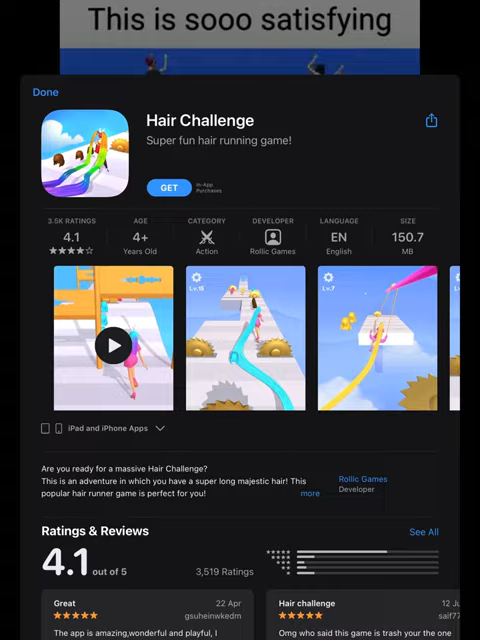 This is sooo satisfying
Done
Hair Challenge
Super fun hair running game!
GET
In-App
Purchases
3.5K RATINGS
4.1
AGE
4+
Years Old
CATEGORY
Action
DEVELOPER
Rollic Games
LANGUAGE
EN
English
SIZE
150.7
MB
Lv.15
Lv.7
iPad and iPhone Apps
Are you ready for a massive Hair Challenge?
This is an adventure in which you have a super long majestic hair! This
popular hair runner game is perfect for you!
more
Rollic Games
Developer
Ratings & Reviews
See All
4.1 out of 5
3,519 Ratings
Great
22 Apr
gsuheinwkedm
The app is amazing,wonderful and playful, I
Hair challenge
12 Ju
saif77
Omg who said this game is trash your the one